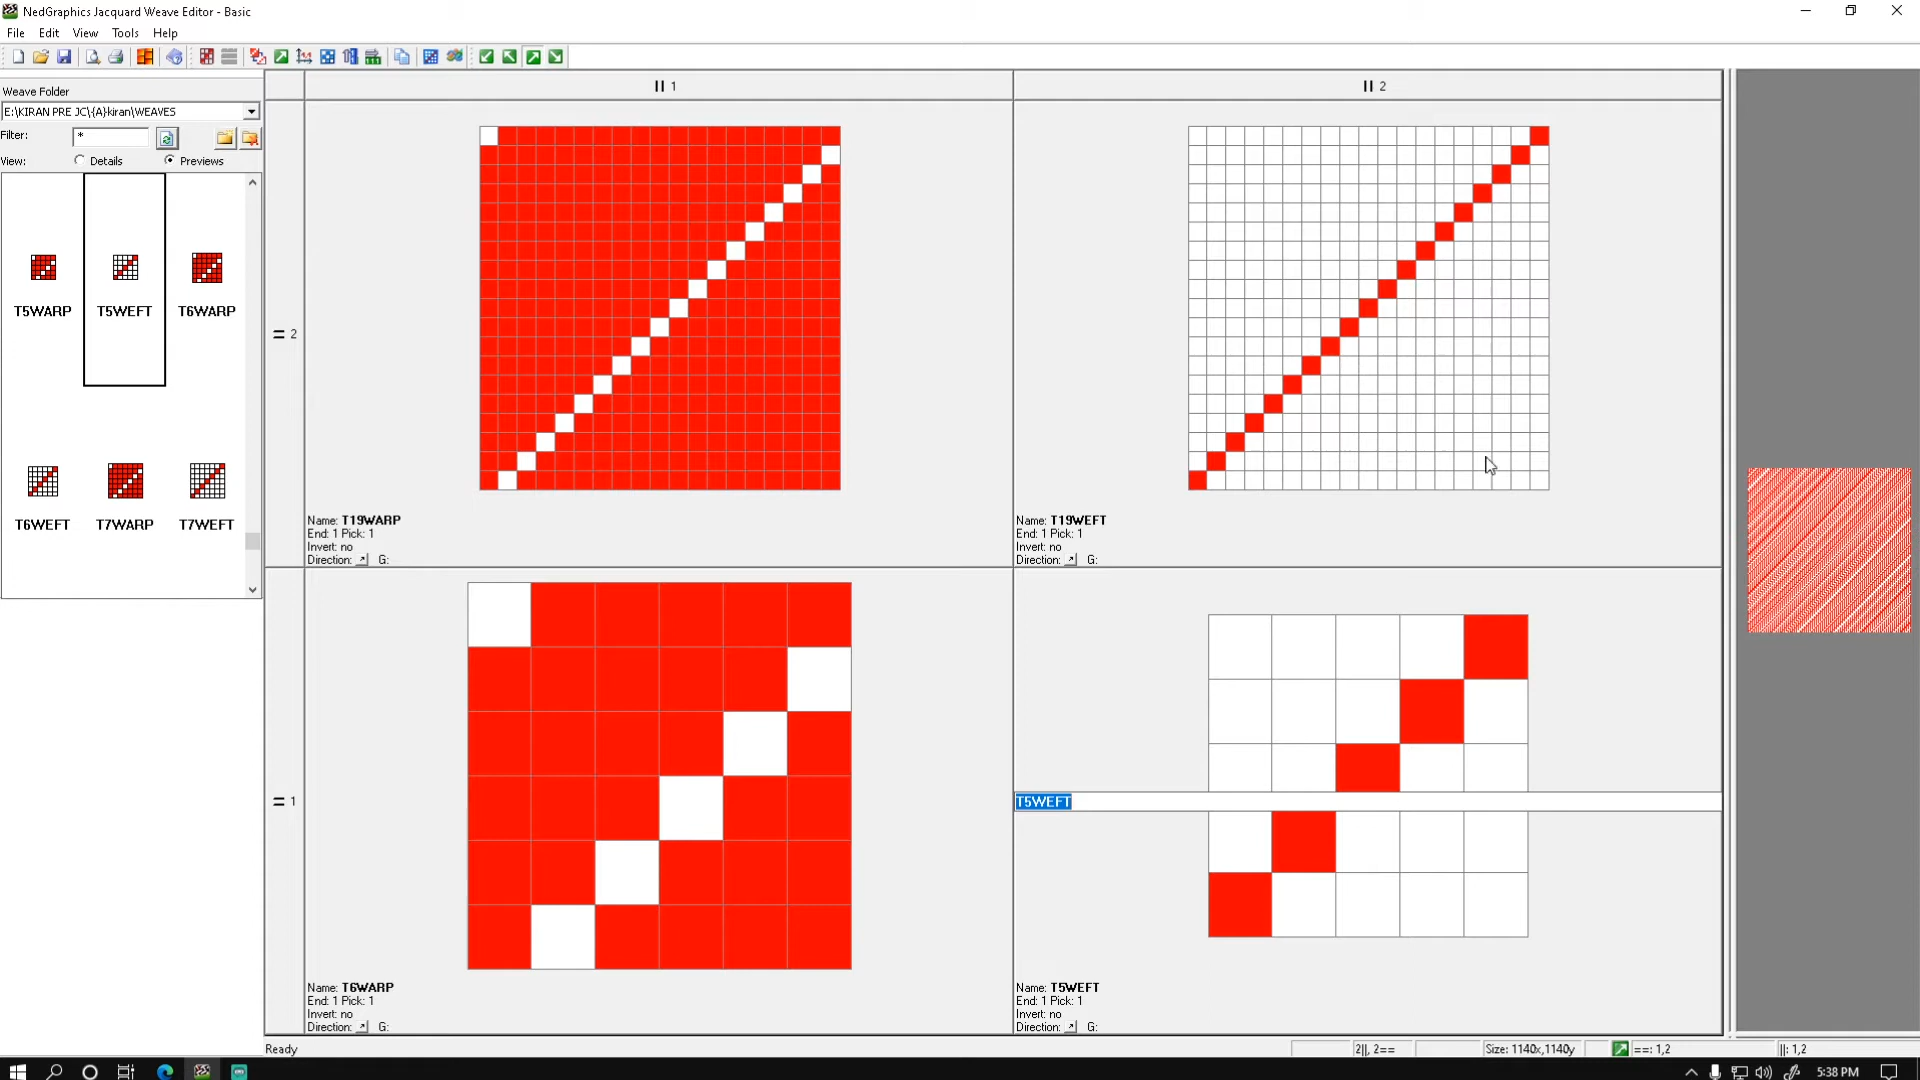 NedGraphics Jacquard Weave Editor - Basic
File Edit View Tools Help
Weave Folder
E:\KIRAN PRE JC\{A}kiran\WEAVES
Filter: *
View: Details Previews
T5WARP T5WEFT T6WARP
T6WEFT T7WARP T7WEFT
1
2
2
Name: T19WARP
End: 1 Pick: 1
Invert: no
Direction: G:
Name: T19WEFT
End: 1 Pick: 1
Invert: no
Direction: G:
1
T5WEFT
Name: T6WARP
End: 1 Pick: 1
Invert: no
Direction: G:
Name: T5WEFT
End: 1 Pick: 1
Invert: no
Direction: G:
Ready
2||, 2==
Size: 1140x,1140y
==: 1,2
||: 1,2
5:38 PM